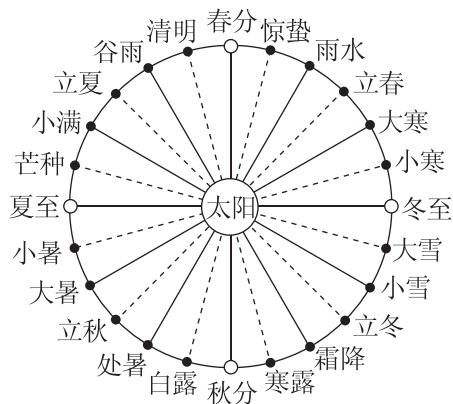 春分
清明
惊蛰
谷雨
雨水
立夏
立春
小满
大寒
芒种
小寒
夏至
太阳
冬至
小暑
大雪
大暑
小雪
立秋
立冬
处暑
霜降
白露
寒露
秋分